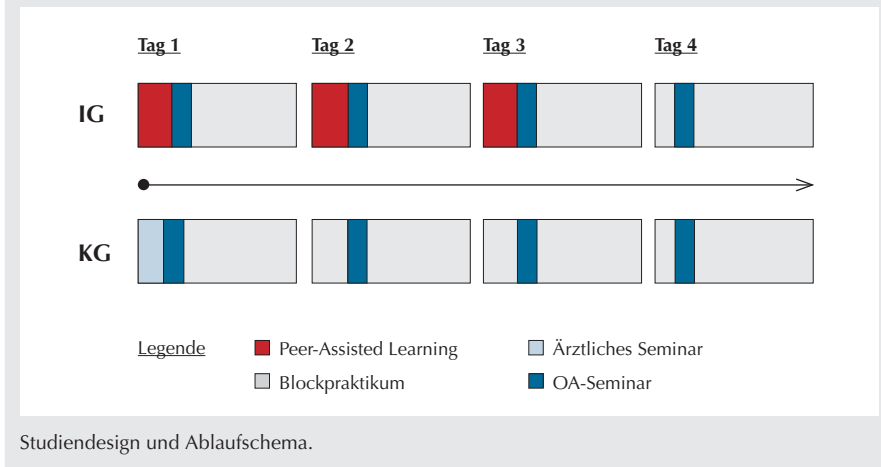 Tag 1 Tag 2 Tag 3 Tag 4
IG
KG
Legende Peer-Assisted Learning Ärztliches Seminar
Blockpraktikum OA-Seminar
Studiendesign und Ablaufschema.